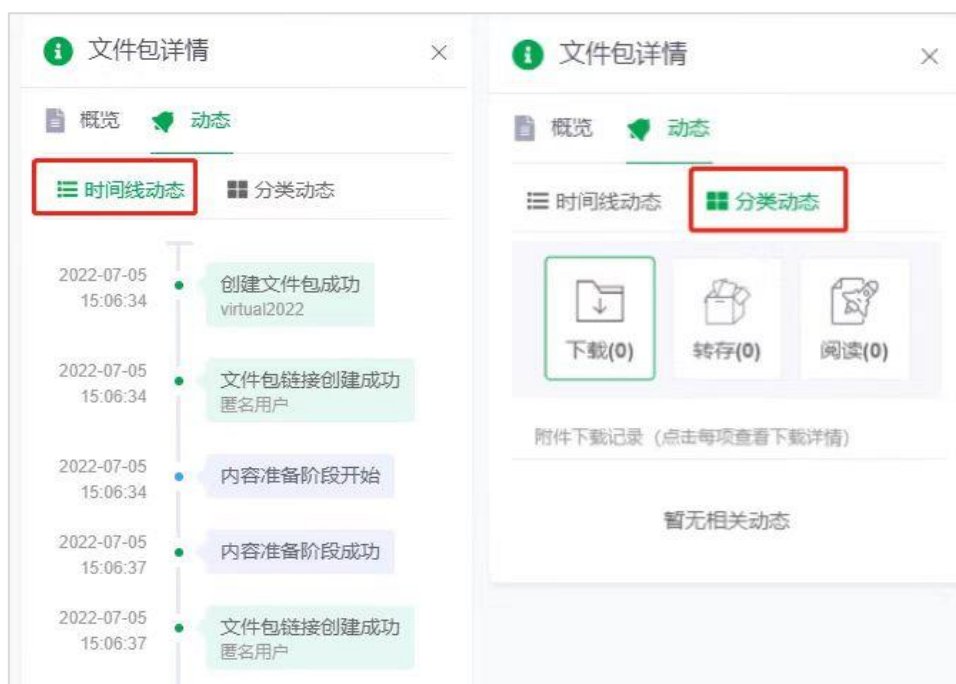 文件包详情
概览 动态
时间线动态 分类动态
2022-07-05
15:06:34
创建文件包成功
virtual2022
2022-07-05
15:06:34
文件包链接创建成功
匿名用户
2022-07-05
15:06:34
内容准备阶段开始
2022-07-05
15:06:37
内容准备阶段成功
2022-07-05
15:06:37
文件包链接创建成功
匿名用户
文件包详情
概览 动态
时间线动态 分类动态
下载(0) 转存(0) 阅读(0)
附件下载记录（点击每项查看下载详情）
暂无相关动态